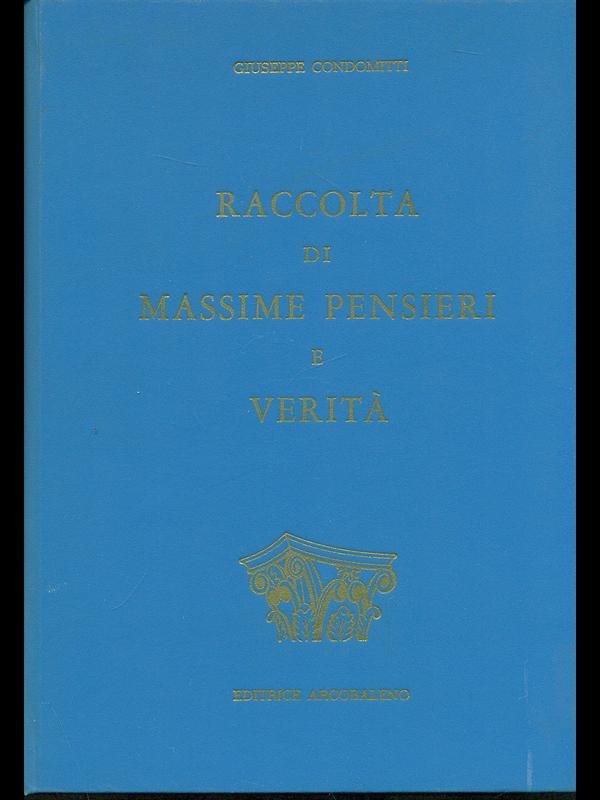 GIUSEPPE CONDOMITTI
RACCOLTA
DI
MASSIME PENSIERI
E
VERITÀ
EDITRICE ARCOBALENO